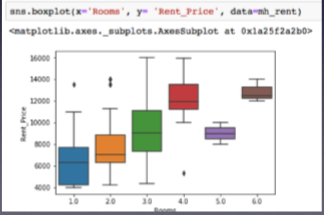 sns.boxplot(x='Rooms', y= 'Rent_Price', data=mh_rent)
<matplotlib.axes._subplots.AxesSubplot at 0x1a25f2a2b0>
16000
14000
12000
10000
8000
6000
4000
Rent_Price
1.0 2.0 3.0 4.0 5.0 6.0
Rooms